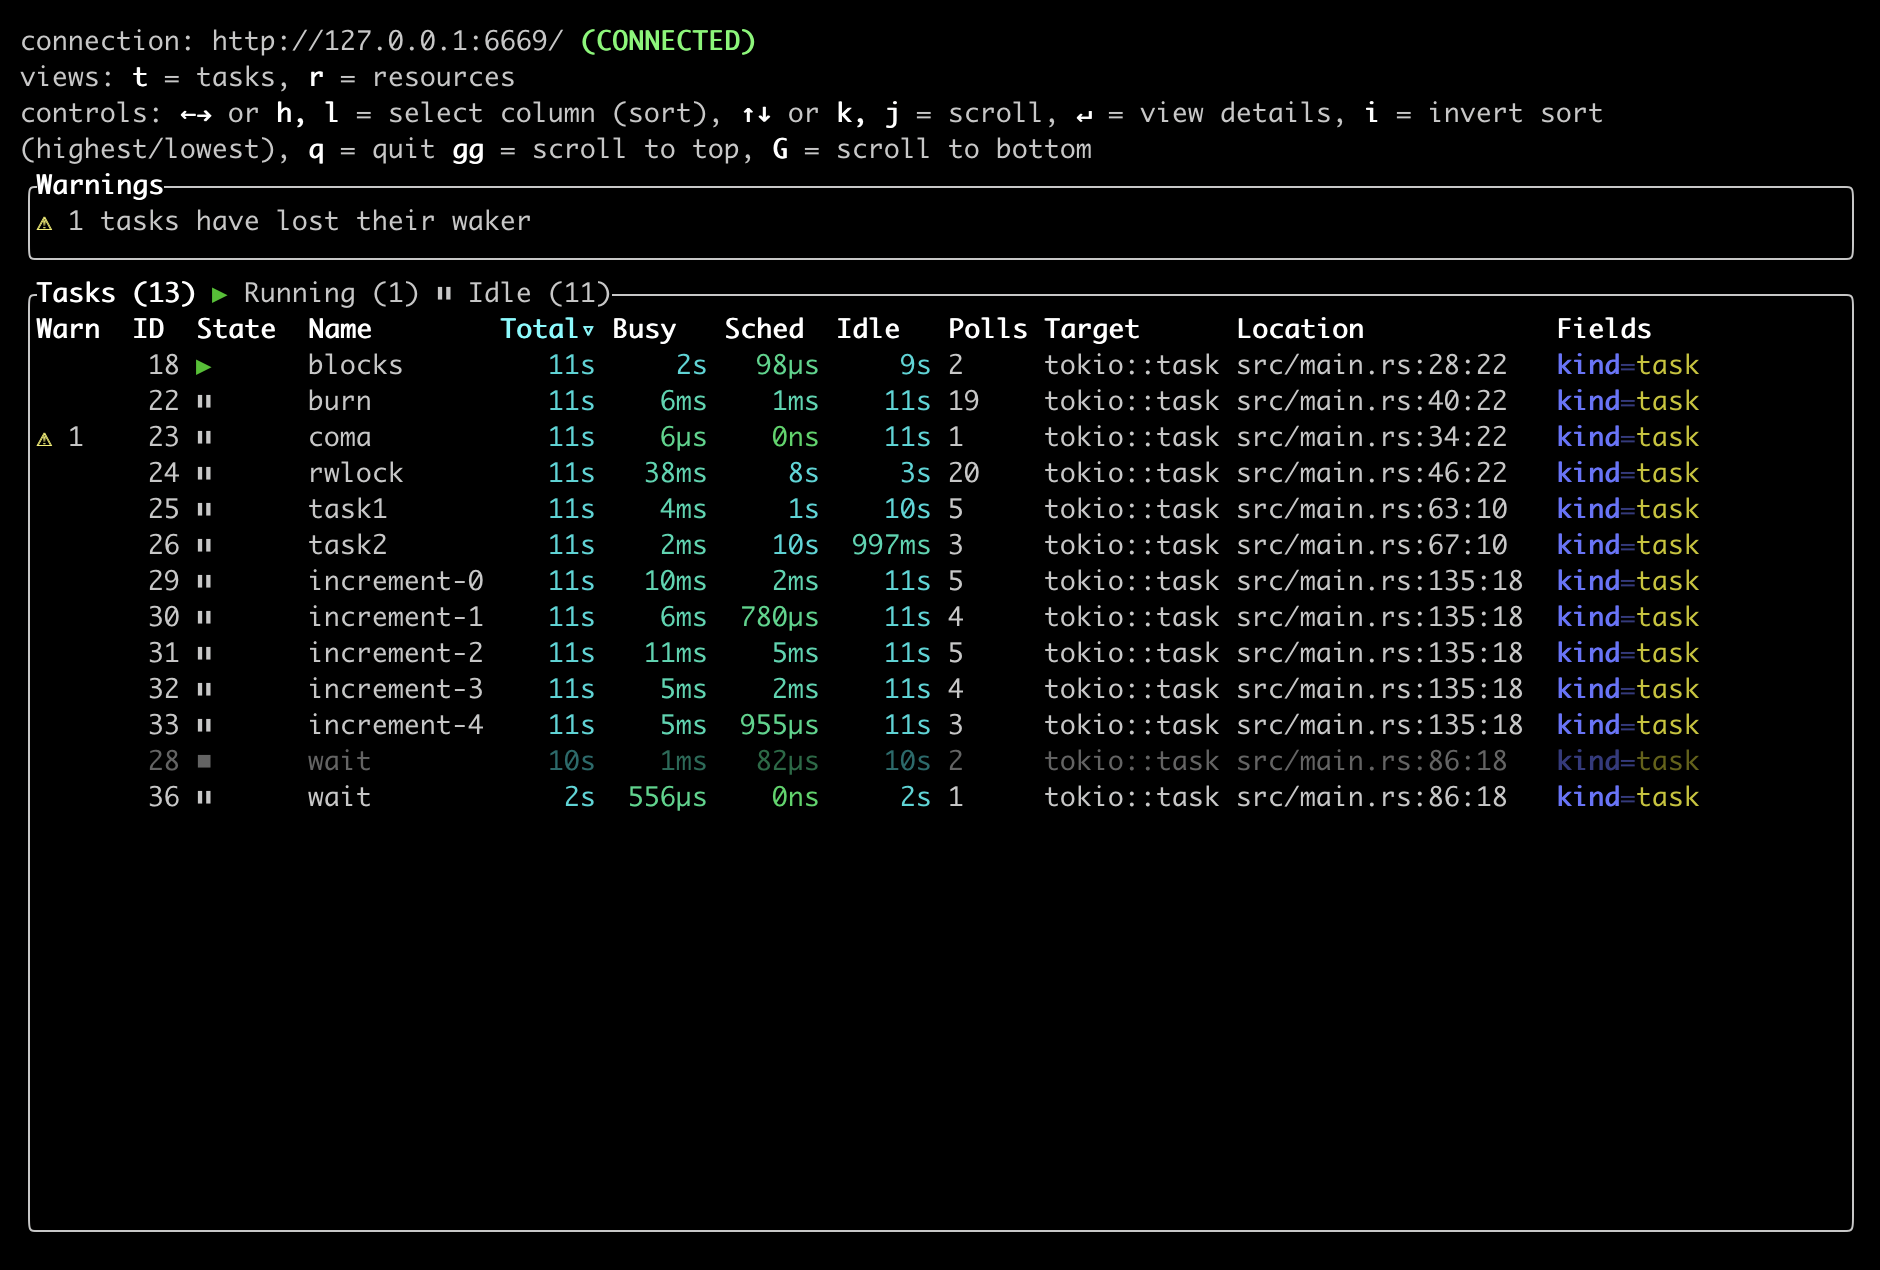 connection: http://127.0.0.1:6669/ (CONNECTED)
views: t = tasks, r = resources
controls: ←→ or h, l = select column (sort), ↑↓ or k, j = scroll, ↵ = view details, i = invert sort
(highest/lowest), q = quit gg = scroll to top, G = scroll to bottom
Warnings
⚠ 1 tasks have lost their waker
Tasks (13) ▶ Running (1) ⏸ Idle (11)
Warn ID State Name Total▿ Busy Sched Idle Polls Target Location Fields
18 ▶ blocks 11s 2s 98µs 9s 2 tokio::task src/main.rs:28:22 kind=task
22 ⏸ burn 11s 6ms 1ms 11s 19 tokio::task src/main.rs:40:22 kind=task
⚠ 1 23 ⏸ coma 11s 6µs 0ns 11s 1 tokio::task src/main.rs:34:22 kind=task
24 ⏸ rwlock 11s 38ms 8s 3s 20 tokio::task src/main.rs:46:22 kind=task
25 ⏸ task1 11s 4ms 1s 10s 5 tokio::task src/main.rs:63:10 kind=task
26 ⏸ task2 11s 2ms 10s 997ms 3 tokio::task src/main.rs:67:10 kind=task
29 ⏸ increment-0 11s 10ms 2ms 11s 5 tokio::task src/main.rs:135:18 kind=task
30 ⏸ increment-1 11s 6ms 780µs 11s 4 tokio::task src/main.rs:135:18 kind=task
31 ⏸ increment-2 11s 11ms 5ms 11s 5 tokio::task src/main.rs:135:18 kind=task
32 ⏸ increment-3 11s 5ms 2ms 11s 4 tokio::task src/main.rs:135:18 kind=task
33 ⏸ increment-4 11s 5ms 955µs 11s 3 tokio::task src/main.rs:135:18 kind=task
28 ⏹ wait 10s 1ms 82µs 10s 2 tokio::task src/main.rs:86:18 kind=task
36 ⏸ wait 2s 556µs 0ns 2s 1 tokio::task src/main.rs:86:18 kind=task